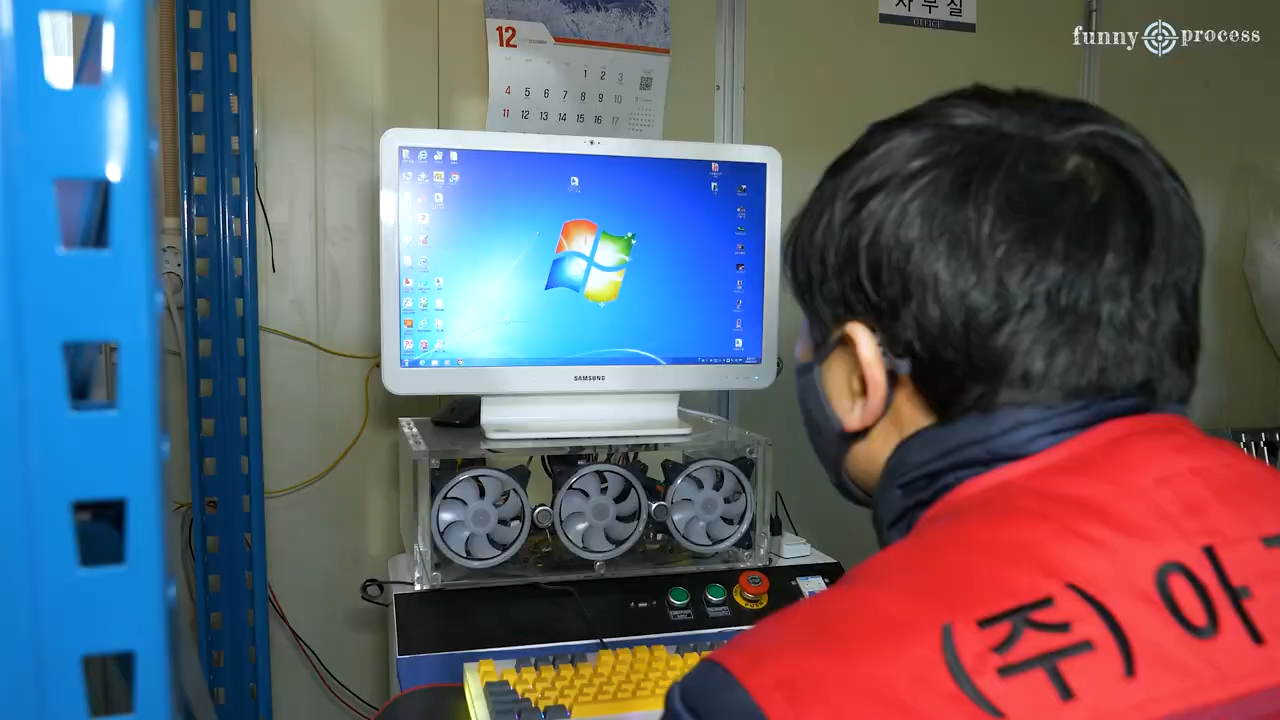 사무실
OFFICE
funny process
12
1 2 3
4 5 6 7 8 9 10
11 12 13 14 15 16 17
SAMSUNG
(주)아